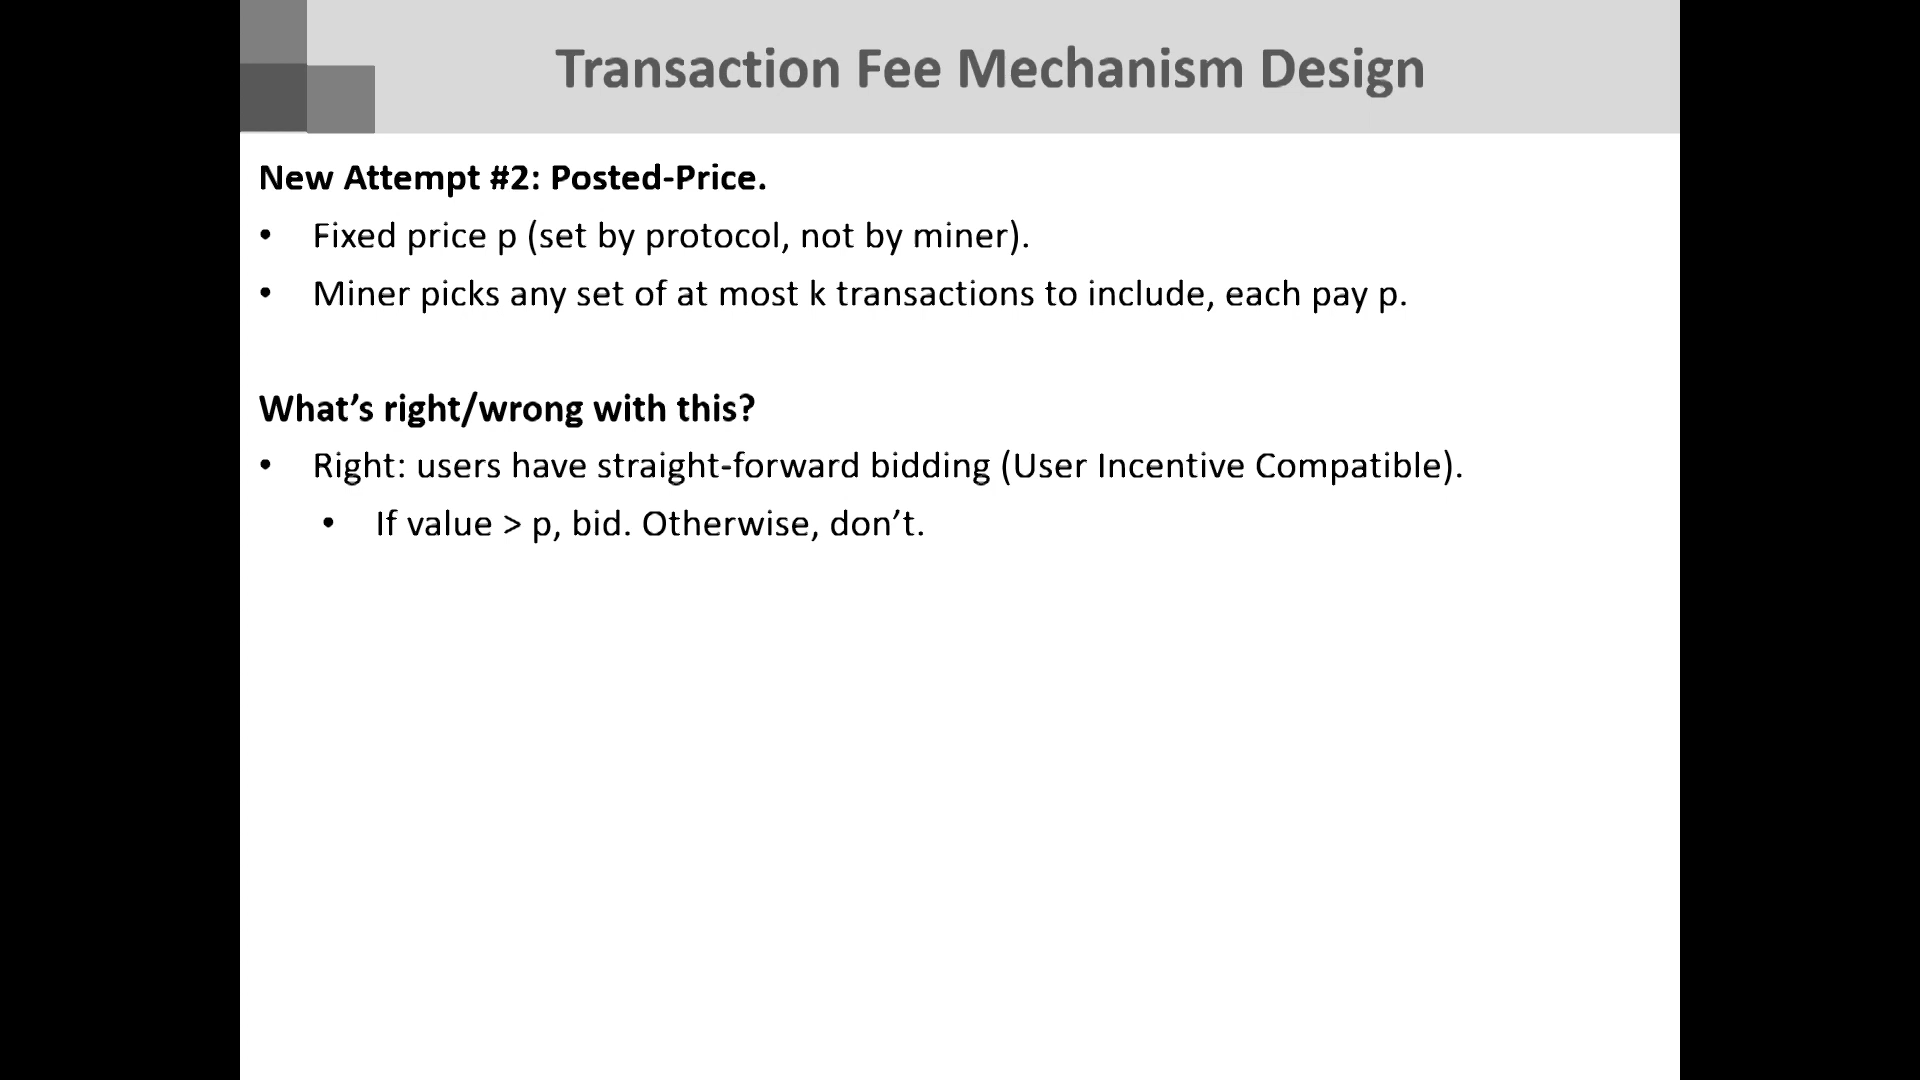 Transaction Fee Mechanism Design
New Attempt #2: Posted-Price.
• Fixed price p (set by protocol, not by miner).
• Miner picks any set of at most k transactions to include, each pay p.
What’s right/wrong with this?
• Right: users have straight-forward bidding (User Incentive Compatible).
• If value > p, bid. Otherwise, don’t.